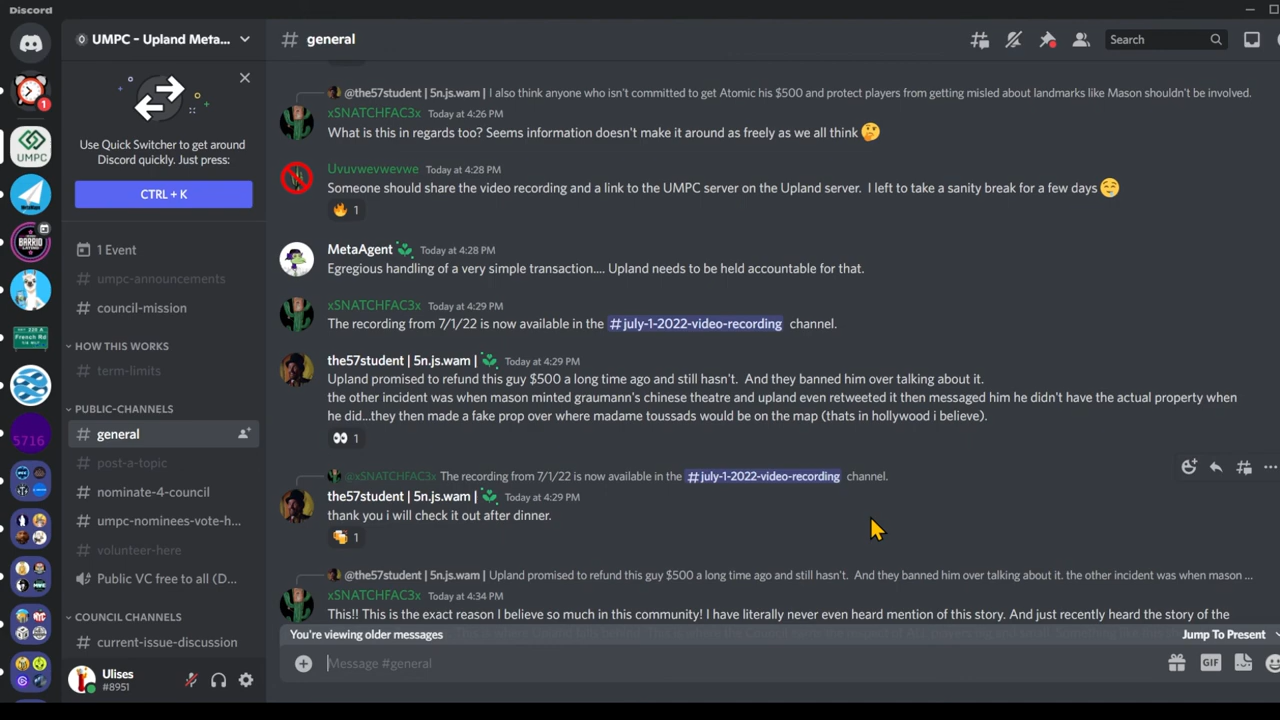 Discord
UMPC - Upland Meta...
# general
Search
Use Quick Switcher to get around
Discord quickly. Just press:
CTRL + K
1 Event
# umpc-announcements
# council-mission
HOW THIS WORKS
# term-limits
PUBLIC-CHANNELS
# general
# post-a-topic
# nominate-4-council
# umpc-nominees-vote-h...
# volunteer-here
Public VC free to all (D...
COUNCIL CHANNELS
# current-issue-discussion
Ulises
#8951
1
UMPC
BARRIO
French Rd
5716
@the57student | 5n.js.wam | I also think anyone who isn't committed to get Atomic his $500 and protect players from getting misled about landmarks like Mason shouldn't be involved.
xSNATCHFAC3x Today at 4:26 PM
What is this in regards too? Seems information doesn't make it around as freely as we all think 🤔
Uvuvwevwevwe Today at 4:28 PM
Someone should share the video recording and a link to the UMPC server on the Upland server. I left to take a sanity break for a few days
🔥 1
MetaAgent Today at 4:28 PM
Egregious handling of a very simple transaction.... Upland needs to be held accountable for that.
xSNATCHFAC3x Today at 4:29 PM
The recording from 7/1/22 is now available in the # july-1-2022-video-recording channel.
the57student | 5n.js.wam | Today at 4:29 PM
Upland promised to refund this guy $500 a long time ago and still hasn't. And they banned him over talking about it.
the other incident was when mason minted graumann's chinese theatre and upland even retweeted it then messaged him he didn't have the actual property when
he did...they then made a fake prop over where madame toussads would be on the map (thats in hollywood i believe).
👀 1
@xSNATCHFAC3x The recording from 7/1/22 is now available in the # july-1-2022-video-recording channel.
the57student | 5n.js.wam | Today at 4:29 PM
thank you i will check it out after dinner.
1
@the57student | 5n.js.wam | Upland promised to refund this guy $500 a long time ago and still hasn't. And they banned him over talking about it. the other incident was when mason ...
xSNATCHFAC3x Today at 4:34 PM
This!! This is the exact reason I believe so much in this community! I have literally never even heard mention of this story. And just recently heard the story of the
You're viewing older messages
Jump To Present
Message #general
GIF